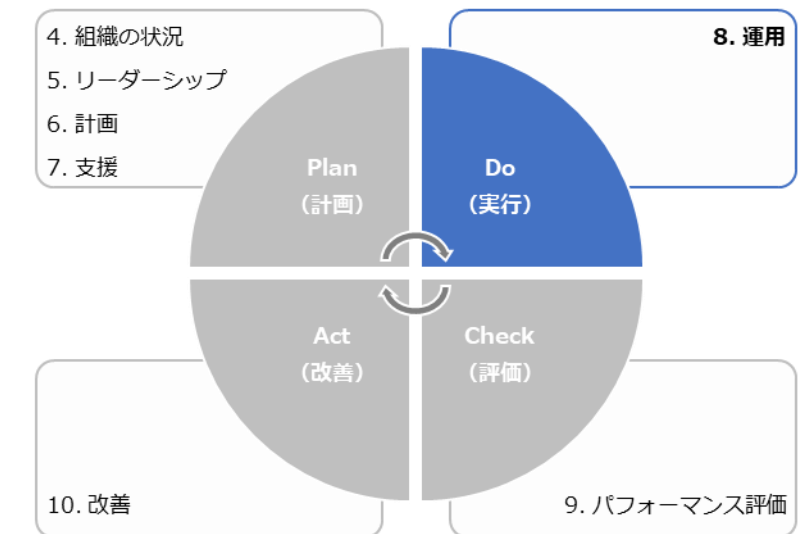 4. 組織の状況
5. リーダーシップ
6. 計画
7. 支援
8. 運用
Plan
（計画）
Do
（実行）
Act
（改善）
Check
（評価）
10. 改善
9. パフォーマンス評価